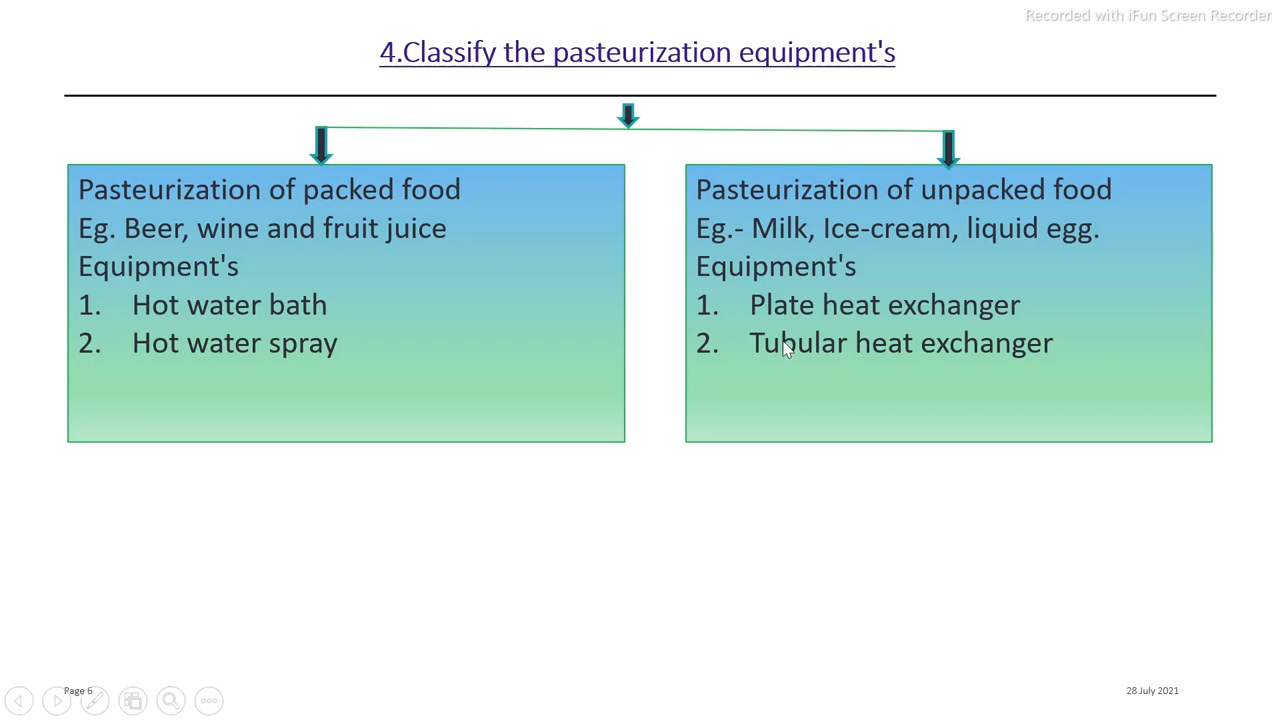 Recorded with iFun Screen Recorder
4.Classify the pasteurization equipment's
Pasteurization of packed food
Eg. Beer, wine and fruit juice
Equipment's
1. Hot water bath
2. Hot water spray
Pasteurization of unpacked food
Eg.- Milk, Ice-cream, liquid egg.
Equipment's
1. Plate heat exchanger
2. Tubular heat exchanger
Page 6
28 July 2021